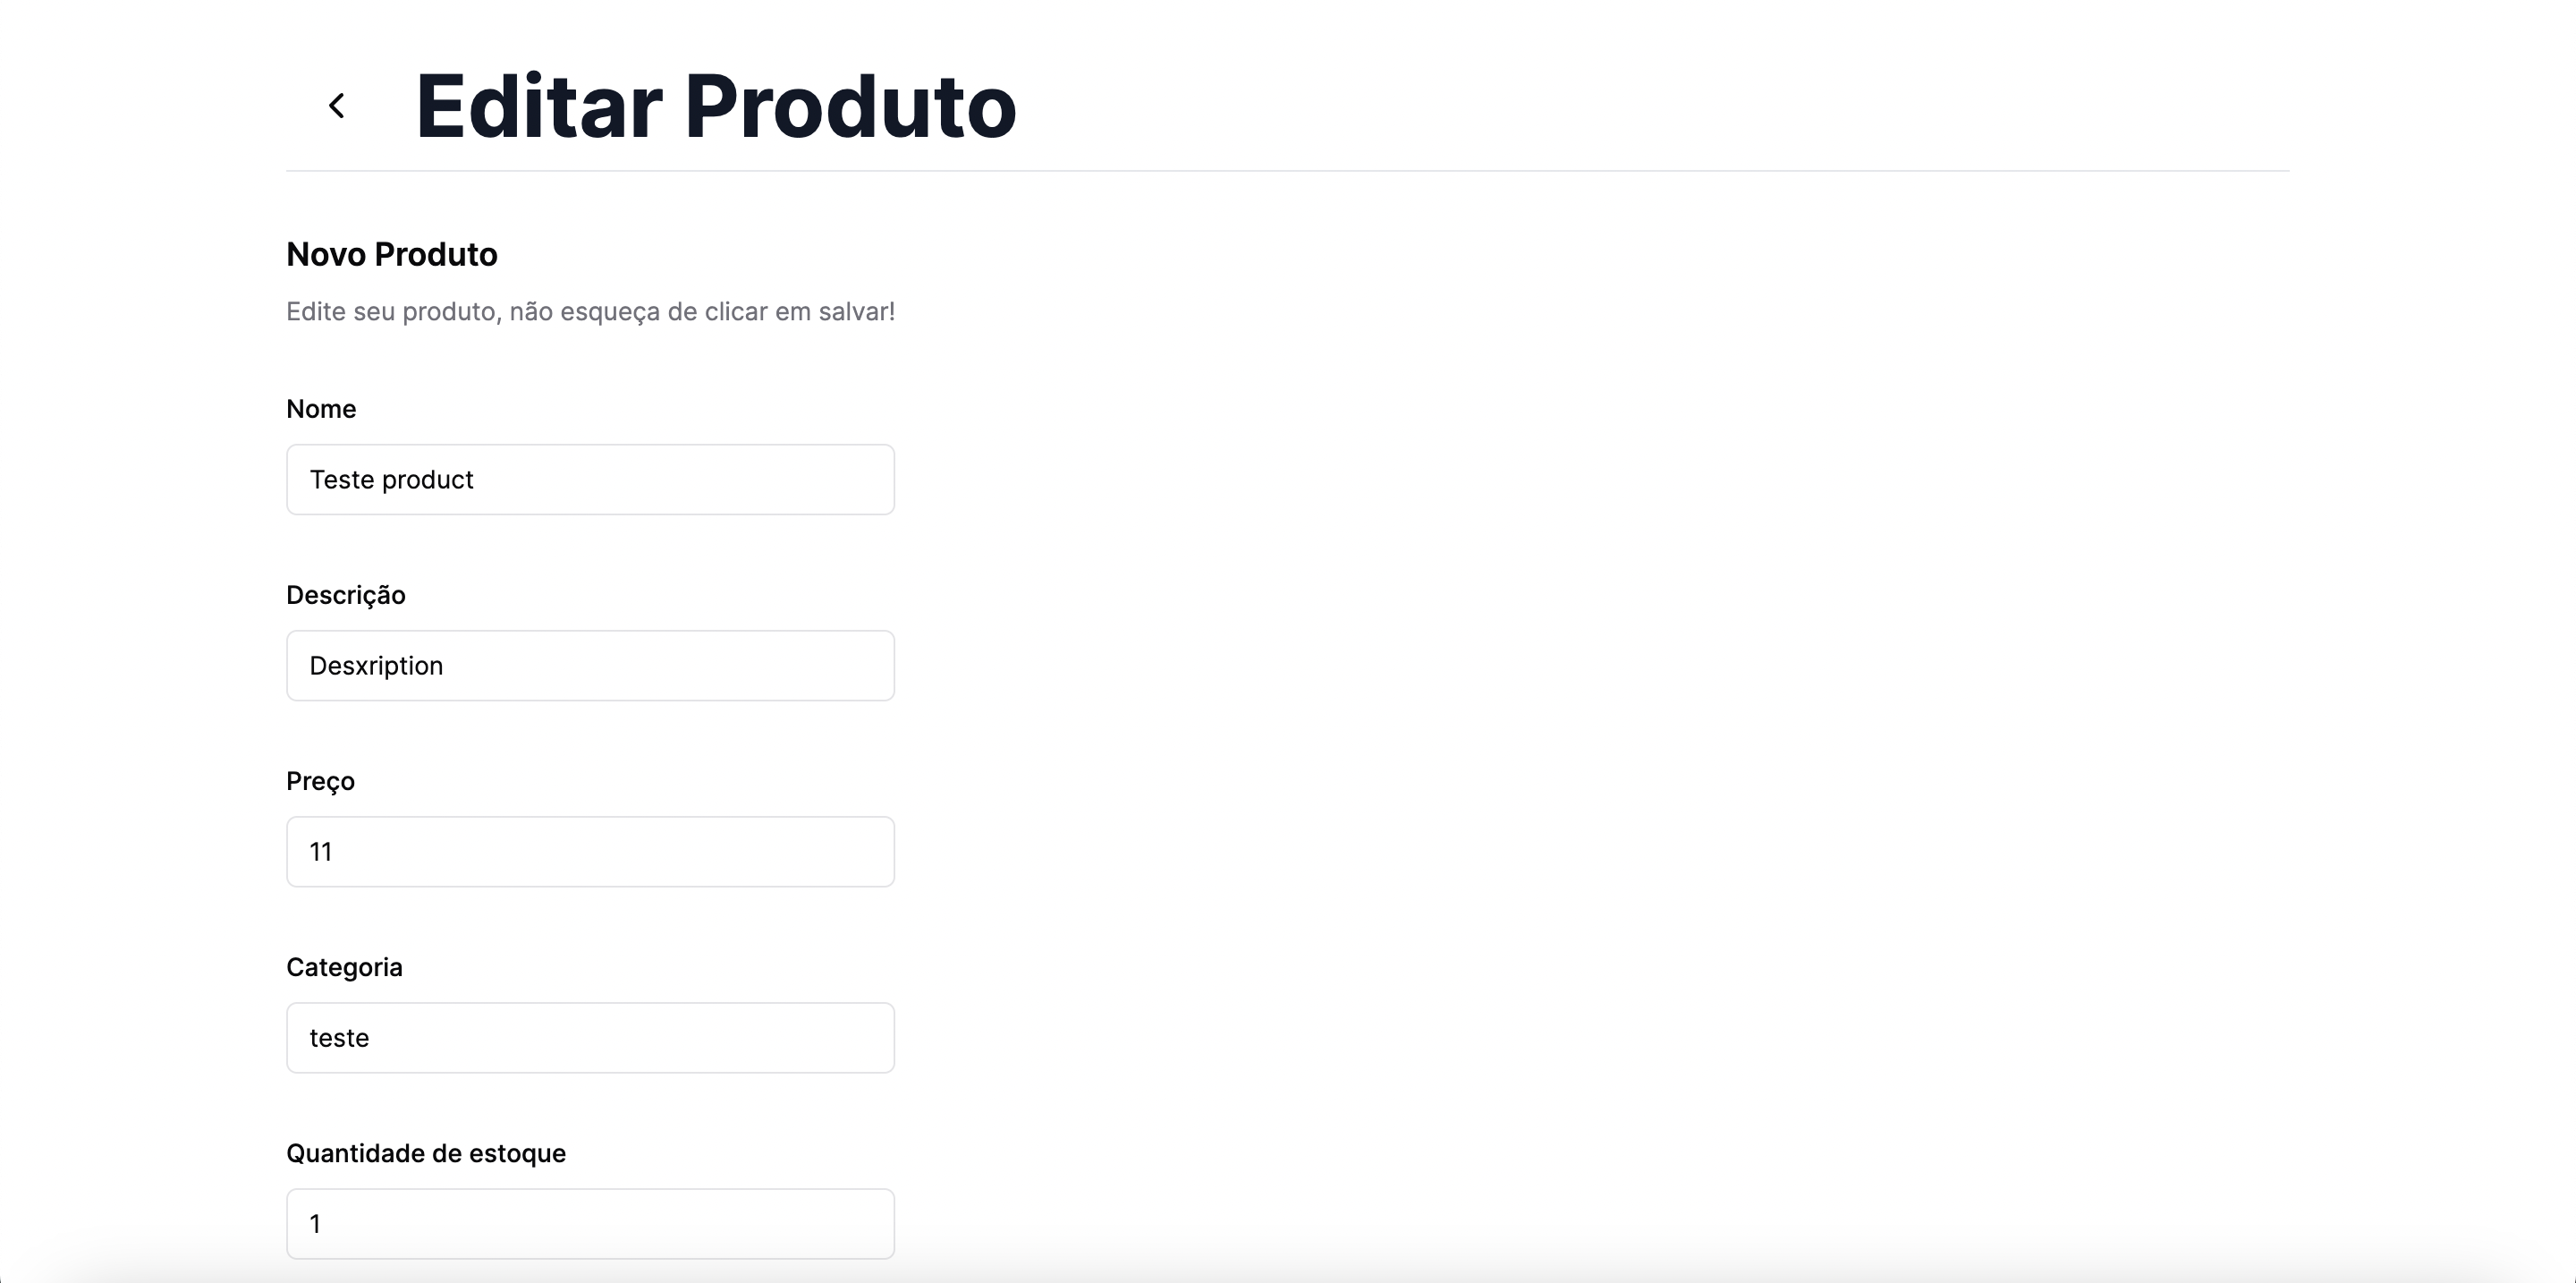 Editar Produto
Novo Produto
Edite seu produto, não esqueça de clicar em salvar!
Nome
Teste product
Descrição
Desxription
Preço
11
Categoria
teste
Quantidade de estoque
1